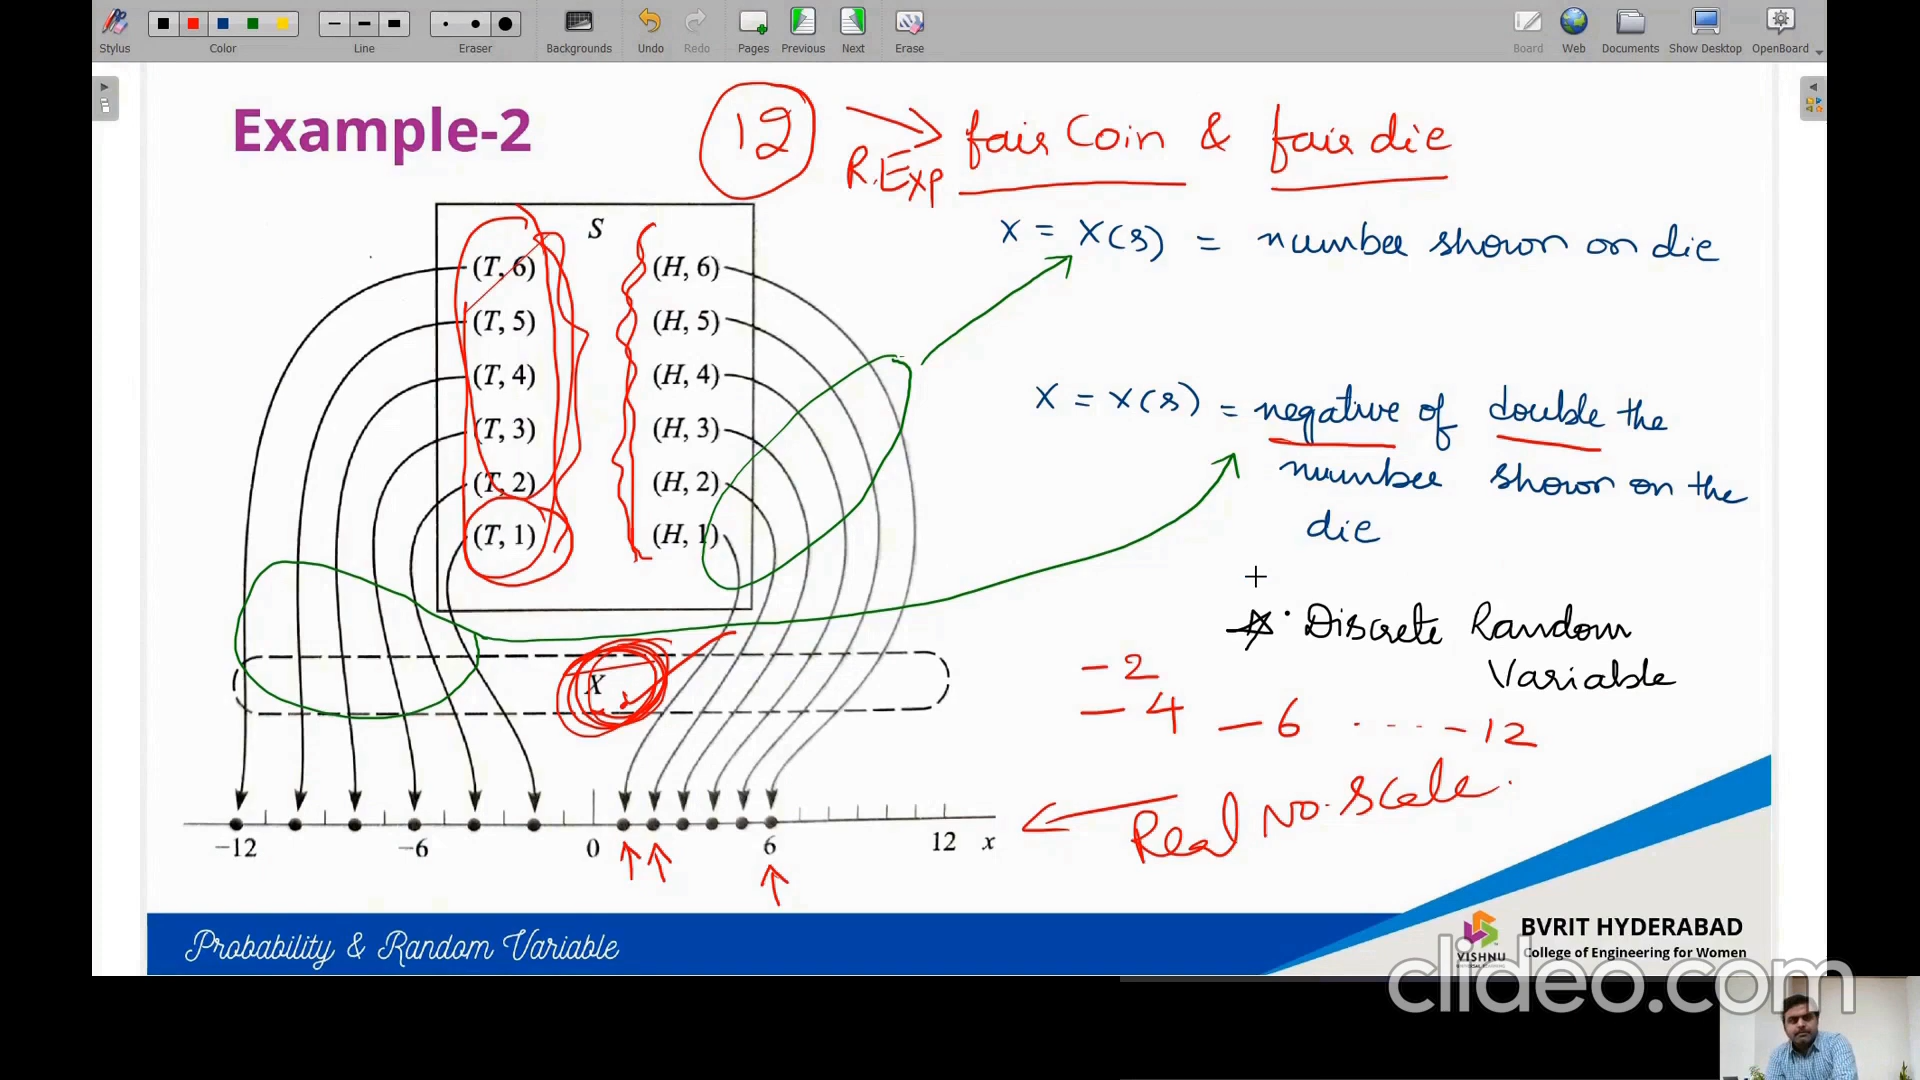 Stylus
Color
Line
Eraser
Backgrounds
Undo
Redo
Pages
Previous
Next
Erase
Board
Web
Documents
Show Desktop
OpenBoard
Example-2
12
R.Exp
fair Coin & fair die
X = X(s) = number shown on die
S
(T, 6) (H, 6)
(T, 5) (H, 5)
(T, 4) (H, 4)
(T, 3) (H, 3)
(T, 2) (H, 2)
(T, 1) (H, 1)
X = X(s) = negative of double the
number shown on the
die
Discrete Random
Variable
X
-2
-4 -6 .... -12
Real No. Scale.
−12 −6 0 6 12 x
Probability & Random Variable
VISHNU
UNIVERSAL LEARNING
BVRIT HYDERABAD
College of Engineering for Women
clideo.com